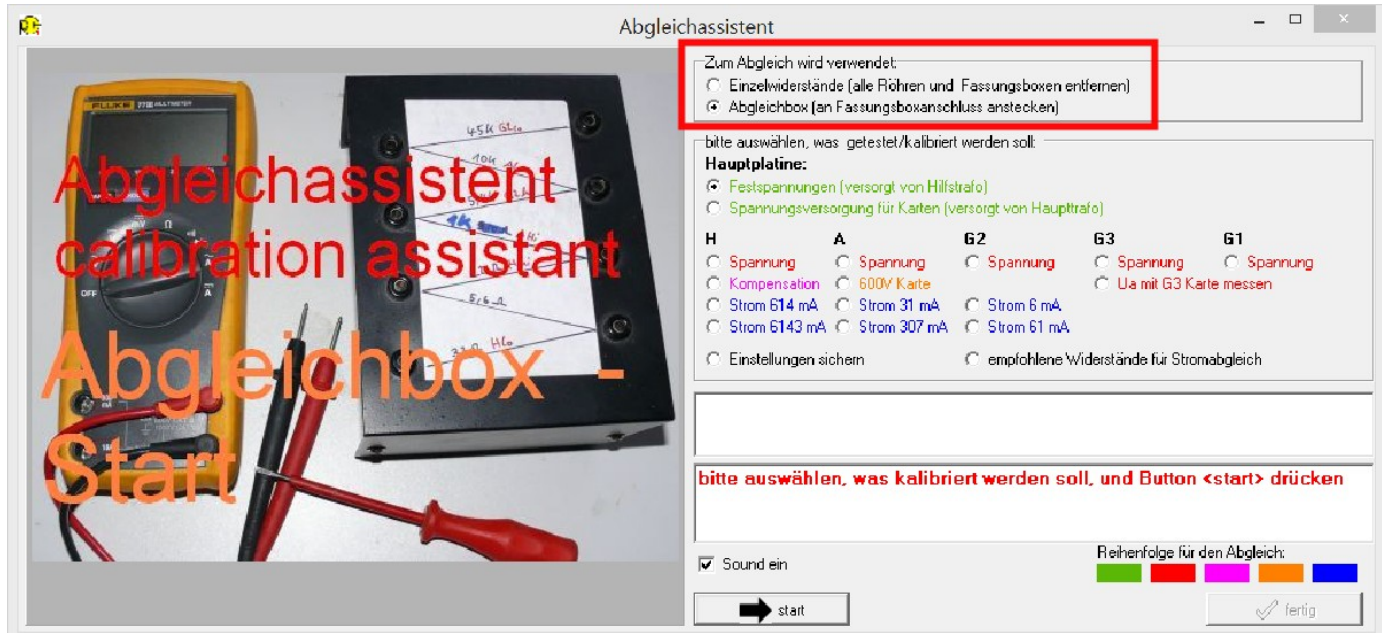 Abgleichassistent
Abgleichassistent
calibration assistant
Abgleichbox -
Start
FLUKE
OFF
45K GLio
10K
5,6 Ω
Zum Abgleich wird verwendet:
Einzelwiderstände (alle Röhren und Fassungsboxen entfernen)
Abgleichbox (an Fassungsboxanschluss anstecken)
bitte auswählen, was getestet/kalibriert werden soll:
Hauptplatine:
Festspannungen (versorgt von Hilfstrafo)
Spannungsversorgung für Karten (versorgt von Haupttrafo)
H A G2 G3 G1
Spannung Spannung Spannung Spannung Spannung
Kompensation 600V Karte Ua mit G3 Karte messen
Strom 614 mA Strom 31 mA Strom 6 mA
Strom 6143 mA Strom 307 mA Strom 61 mA
Einstellungen sichern empfohlene Widerstände für Stromabgleich
bitte auswählen, was kalibriert werden soll, und Button <start> drücken
Sound ein
Reihenfolge für den Abgleich:
start
fertig